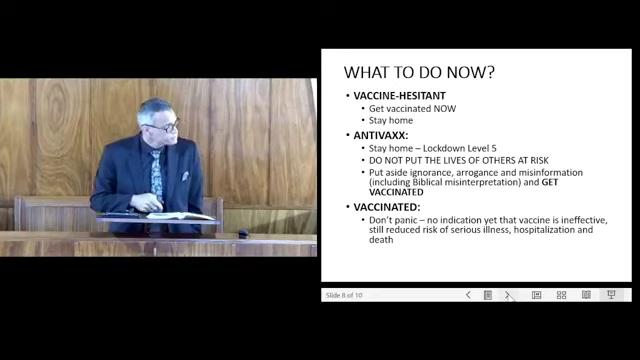 WHAT TO DO NOW?
• VACCINE-HESITANT
• Get vaccinated NOW
• Stay home
• ANTIVAXX:
• Stay home – Lockdown Level 5
• DO NOT PUT THE LIVES OF OTHERS AT RISK
• Put aside ignorance, arrogance and misinformation
(including Biblical misinterpretation) and GET
VACCINATED
• VACCINATED:
• Don't panic – no indication yet that vaccine is ineffective,
still reduced risk of serious illness, hospitalization and
death
Slide 8 of 10